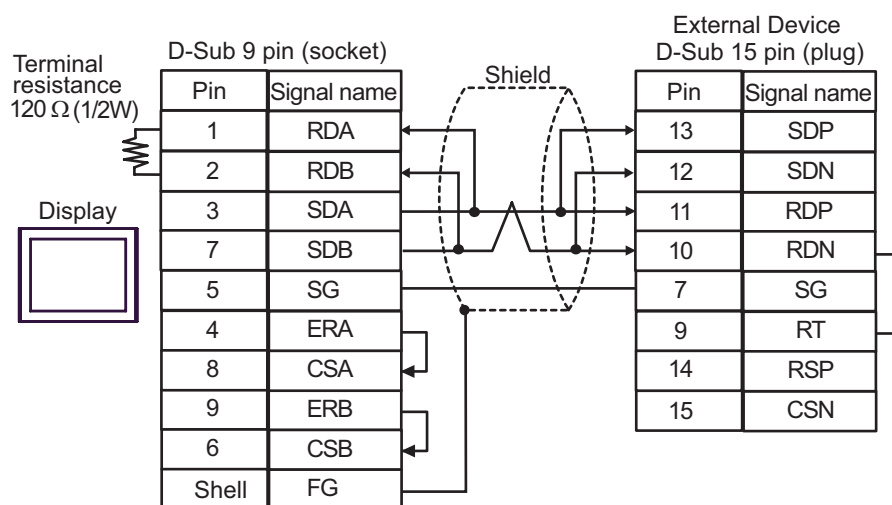 External Device
D-Sub 9 pin (socket)
D-Sub 15 pin (plug)
Terminal
resistance
120 Ω (1/2W)
Shield
Display
Pin Signal name
1 RDA
2 RDB
3 SDA
7 SDB
5 SG
4 ERA
8 CSA
9 ERB
6 CSB
Shell FG
Pin Signal name
13 SDP
12 SDN
11 RDP
10 RDN
7 SG
9 RT
14 RSP
15 CSN